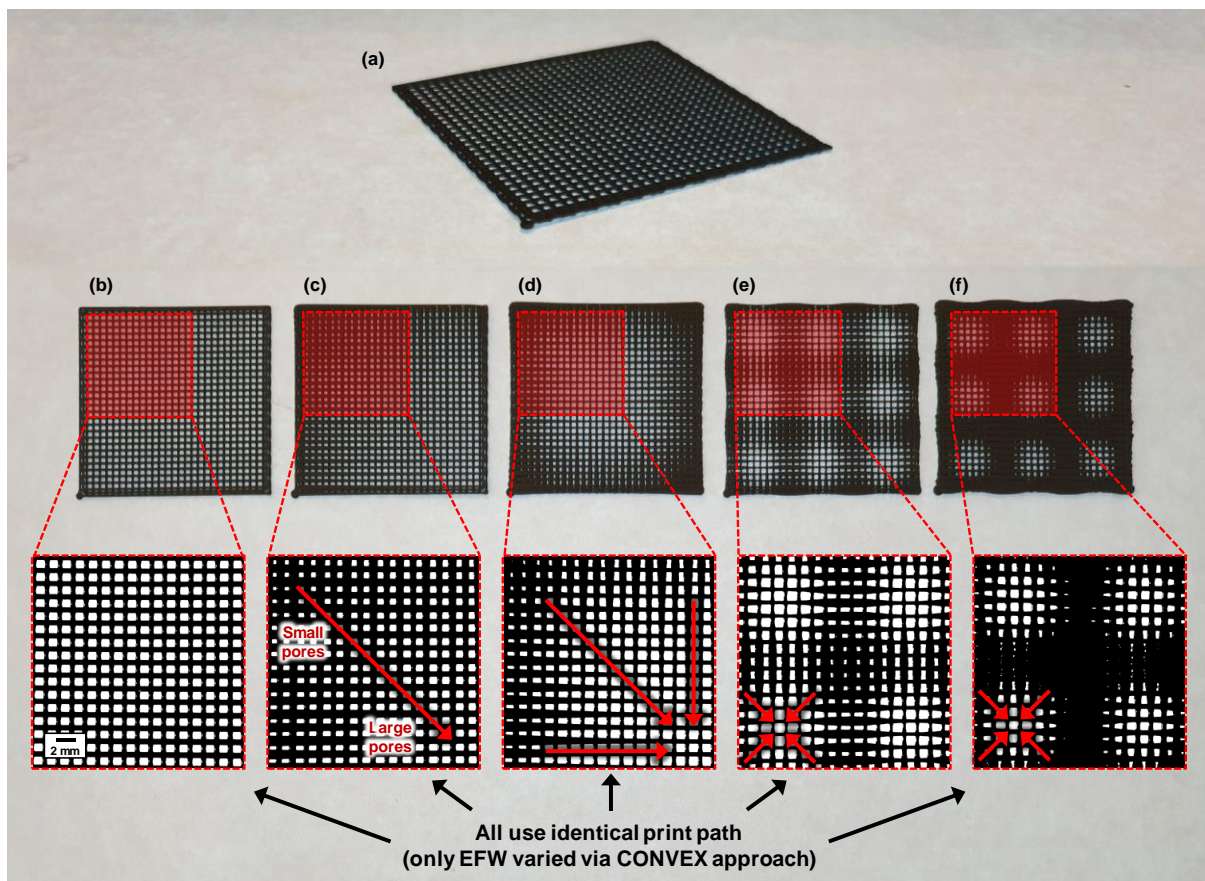 (a)
(b)
(c)
(d)
(e)
(f)
Small
pores
Large
pores
2 mm
All use identical print path
(only EFW varied via CONVEX approach)